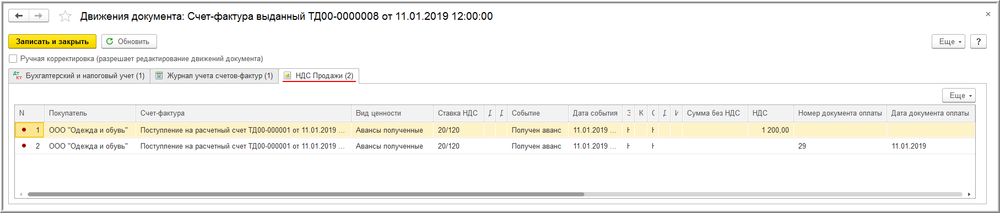 Движения документа: Счет-фактура выданный ТД00-0000008 от 11.01.2019 12:00:00
Записать и закрыть Обновить Еще ?
Ручная корректировка (разрешает редактирование движений документа)
Дт Кт Бухгалтерский и налоговый учет (1) Журнал учета счетов-фактур (1) НДС Продажи (2)
Еще
N Покупатель Счет-фактура Вид ценности Ставка НДС Событие Дата события К Сумма без НДС НДС Номер документа оплаты Дата документа оплаты
1 ООО "Одежда и обувь" Поступление на расчетный счет ТД00-000001 от 11.01.2019 ... Авансы полученные 20/120 Получен аванс 11.01.2019 ... 1 200,00
2 ООО "Одежда и обувь" Поступление на расчетный счет ТД00-000001 от 11.01.2019 ... Авансы полученные 20/120 Получен аванс 11.01.2019 ... 29 11.01.2019